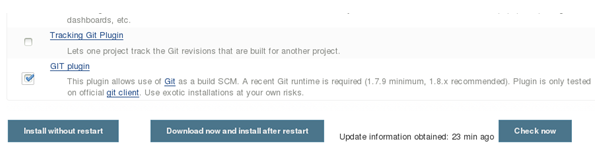 dashboards, etc.
Tracking Git Plugin
Lets one project track the Git revisions that are built for another project.
GIT plugin
This plugin allows use of Git as a build SCM. A recent Git runtime is required (1.7.9 minimum, 1.8.x recommended). Plugin is only tested
on official git client. Use exotic installations at your own risks.
Install without restart Download now and install after restart Update information obtained: 23 min ago Check now